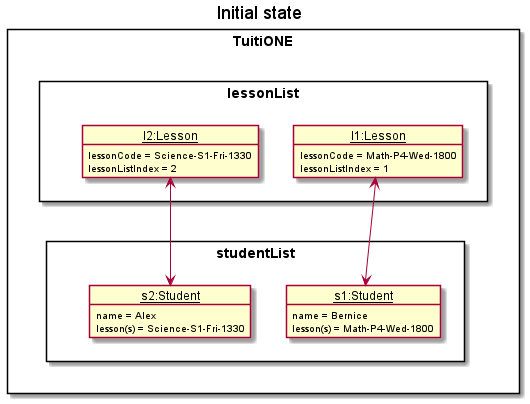 Initial state
TuitiONE
lessonList
l2:Lesson
lessonCode = Science-S1-Fri-1330
lessonListIndex = 2
l1:Lesson
lessonCode = Math-P4-Wed-1800
lessonListIndex = 1
studentList
s2:Student
name = Alex
lesson(s) = Science-S1-Fri-1330
s1:Student
name = Bernice
lesson(s) = Math-P4-Wed-1800